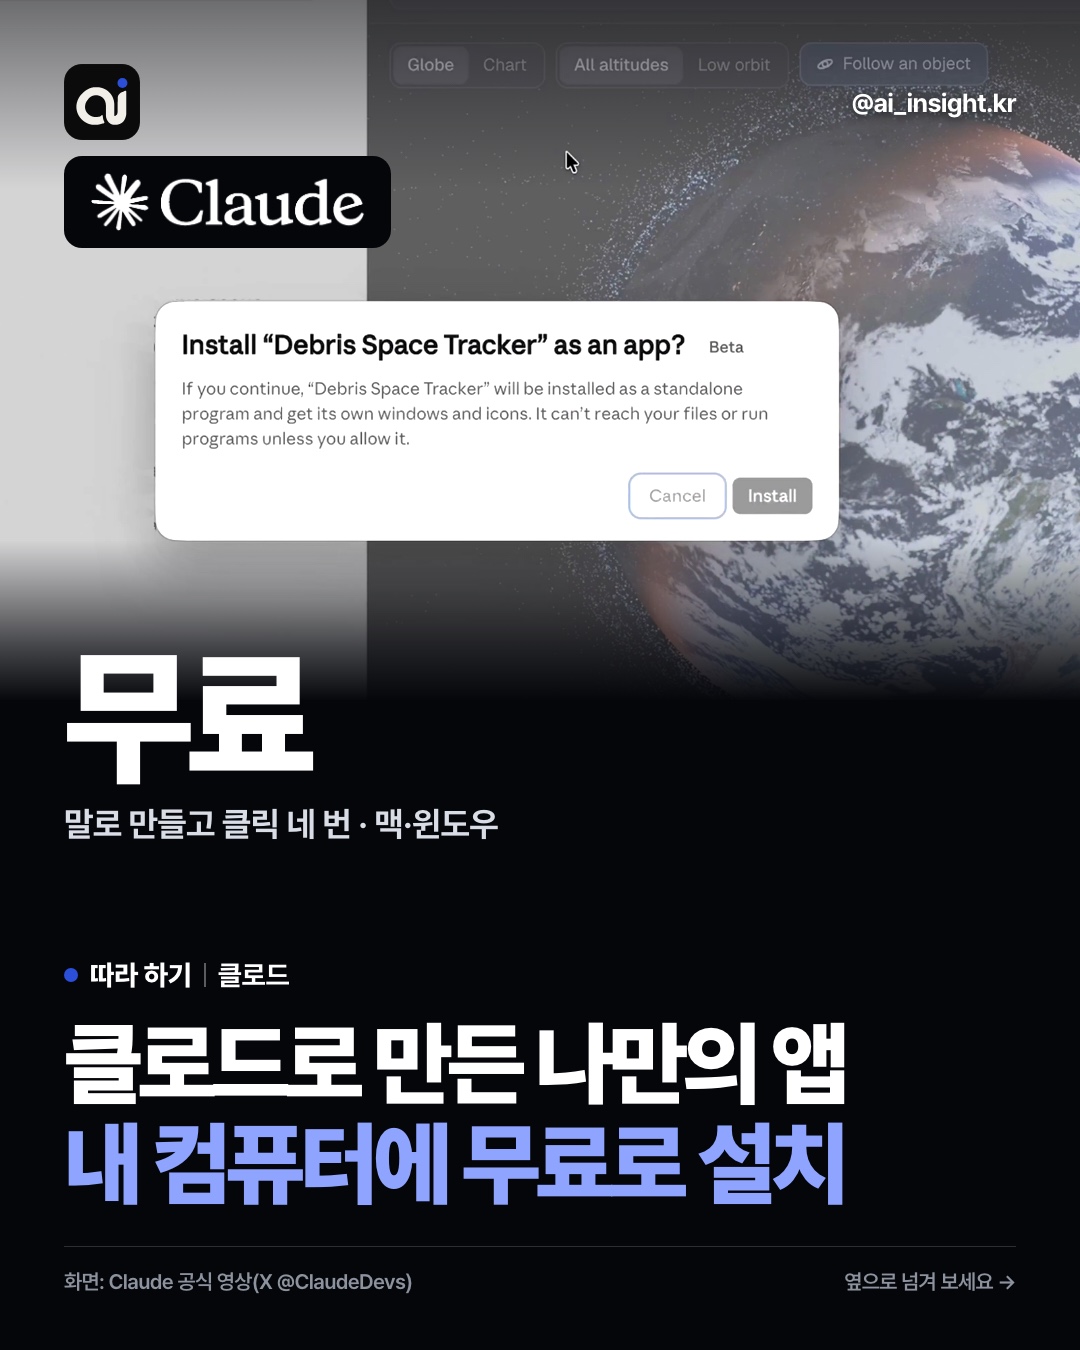 Globe
Chart
All altitudes
Low orbit
Follow an object
ai
@ai_insight.kr
Claude
Install “Debris Space Tracker” as an app?
Beta
If you continue, “Debris Space Tracker” will be installed as a standalone
program and get its own windows and icons. It can’t reach your files or run
programs unless you allow it.
Cancel
Install
무료
말로 만들고 클릭 네 번 · 맥·윈도우
따라 하기 | 클로드
클로드로 만든 나만의 앱
내 컴퓨터에 무료로 설치
화면: Claude 공식 영상(X @ClaudeDevs)
옆으로 넘겨 보세요 →